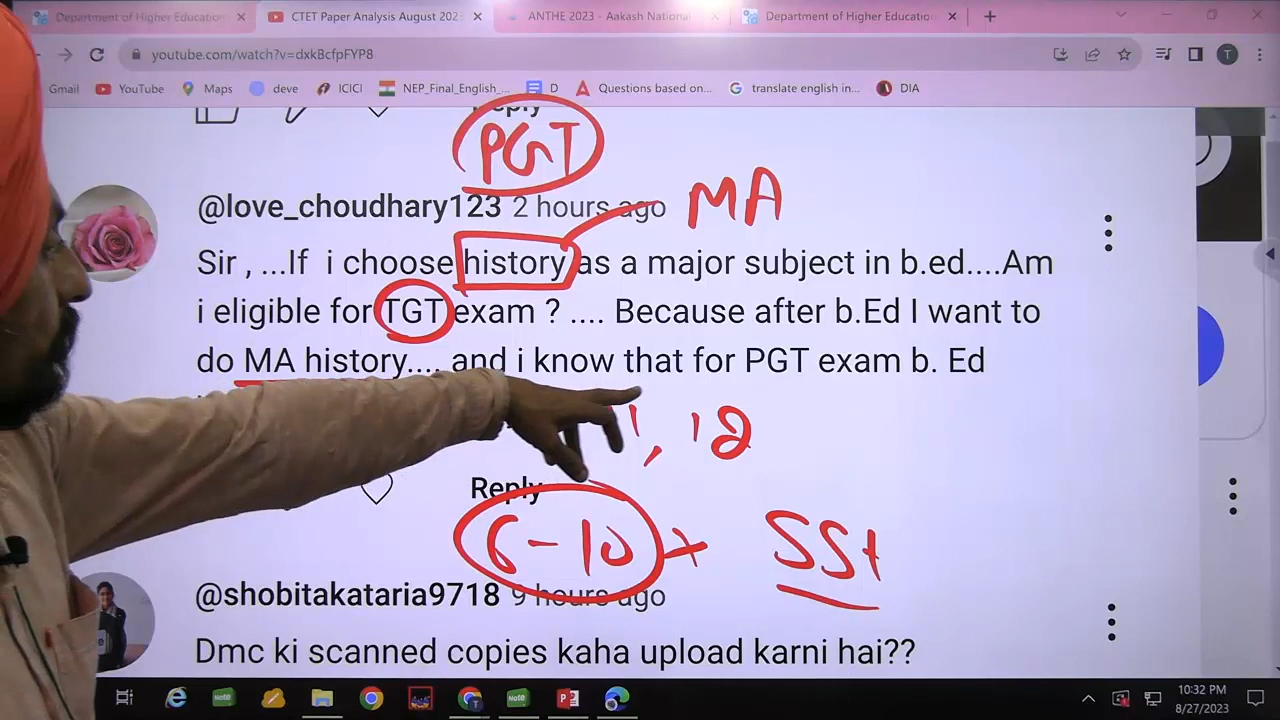 Department of Higher Education
CTET Paper Analysis August 202
ANTHE 2023 - Aakash National
Department of Higher Educatio
youtube.com/watch?v=dxkBcfpFYP8
T
Gmail
YouTube
Maps
deve
ICICI
NEP_Final_English_...
D
Questions based on...
translate english in...
DIA
Reply
PGT
MA
@love_choudhary123 2 hours ago
Sir , ...If i choose history as a major subject in b.ed....Am
i eligible for TGT exam ? .... Because after b.Ed I want to
do MA history.... and i know that for PGT exam b. Ed
, 12
Reply
6-10 + SSt
@shobitakataria9718 9 hours ago
Dmc ki scanned copies kaha upload karni hai??
10:32 PM
8/27/2023